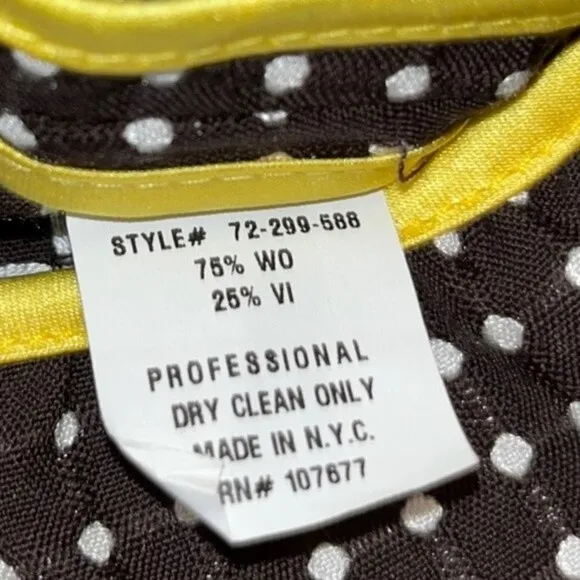 STYLE# 72-299-588
75% WO
25% VI
PROFESSIONAL
DRY CLEAN ONLY
MADE IN N.Y.C.
RN# 107677